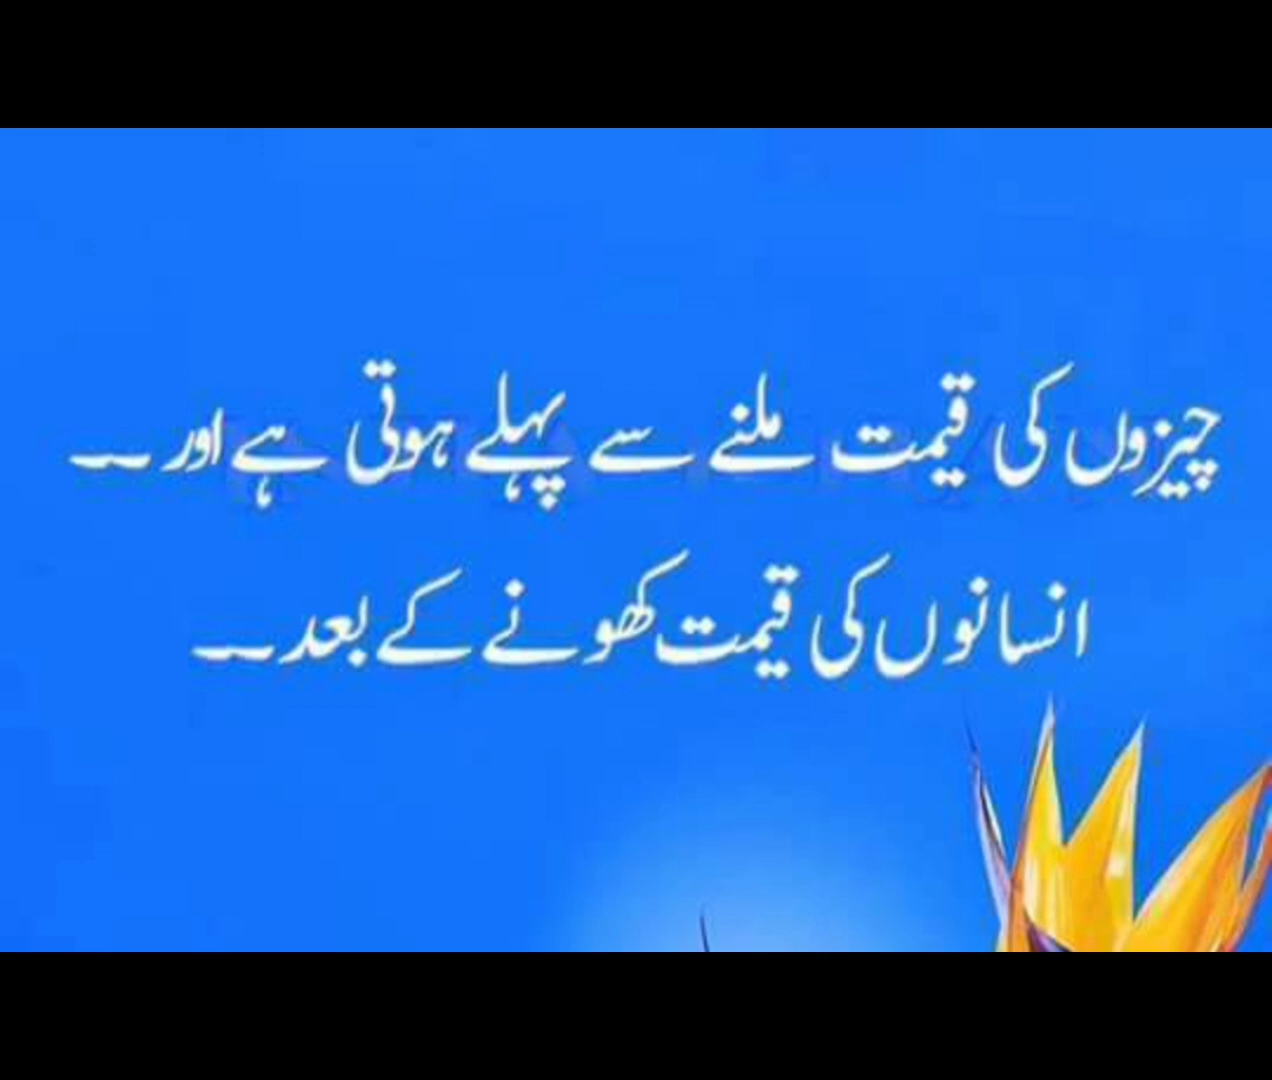 چیزوں کی قیمت ملنے سے پہلے ہوتی ہے اور ۔۔
انسانوں کی قیمت کھونے کے بعد۔۔